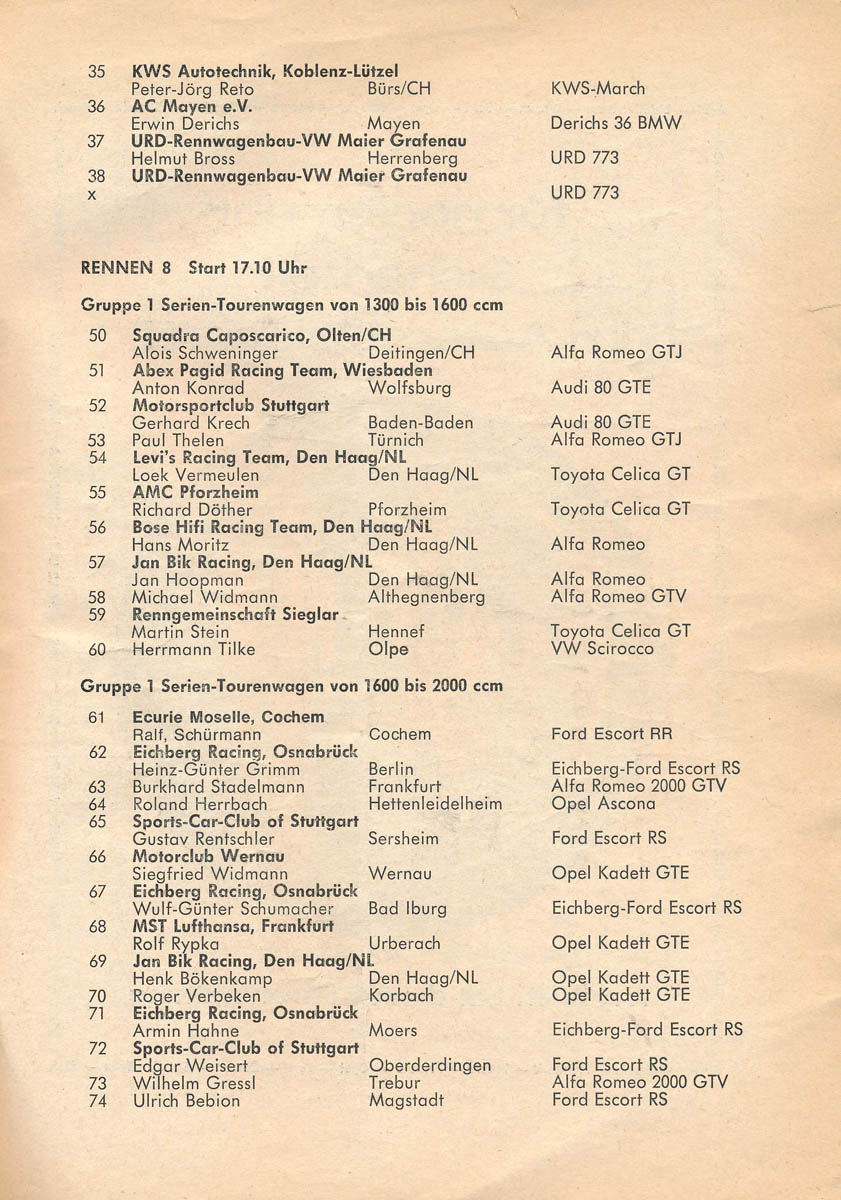 35 KWS Autotechnik, Koblenz-Lützel
Peter-Jörg Reto Bürs/CH KWS-March
36 AC Mayen e.V.
Erwin Derichs Mayen Derichs 36 BMW
37 URD-Rennwagenbau-VW Maier Grafenau
Helmut Bross Herrenberg URD 773
38 URD-Rennwagenbau-VW Maier Grafenau
x URD 773
RENNEN 8 Start 17.10 Uhr
Gruppe 1 Serien-Tourenwagen von 1300 bis 1600 ccm
50 Squadra Caposcarico, Olten/CH
Alois Schweninger Deitingen/CH Alfa Romeo GTJ
51 Abex Pagid Racing Team, Wiesbaden
Anton Konrad Wolfsburg Audi 80 GTE
52 Motorsportclub Stuttgart
Gerhard Krech Baden-Baden Audi 80 GTE
53 Paul Thelen Türnich Alfa Romeo GTJ
54 Levi's Racing Team, Den Haag/NL
Loek Vermeulen Den Haag/NL Toyota Celica GT
55 AMC Pforzheim
Richard Döther Pforzheim Toyota Celica GT
56 Bose Hifi Racing Team, Den Haag/NL
Hans Moritz Den Haag/NL Alfa Romeo
57 Jan Bik Racing, Den Haag/NL
Jan Hoopman Den Haag/NL Alfa Romeo
58 Michael Widmann Althegnenberg Alfa Romeo GTV
59 Renngemeinschaft Sieglar
Martin Stein Hennef Toyota Celica GT
60 Herrmann Tilke Olpe VW Scirocco
Gruppe 1 Serien-Tourenwagen von 1600 bis 2000 ccm
61 Ecurie Moselle, Cochem
Ralf, Schürmann Cochem Ford Escort RR
62 Eichberg Racing, Osnabrück
Heinz-Günter Grimm Berlin Eichberg-Ford Escort RS
63 Burkhard Stadelmann Frankfurt Alfa Romeo 2000 GTV
64 Roland Herrbach Hettenleidelheim Opel Ascona
65 Sports-Car-Club of Stuttgart
Gustav Rentschler Sersheim Ford Escort RS
66 Motorclub Wernau
Siegfried Widmann Wernau Opel Kadett GTE
67 Eichberg Racing, Osnabrück
Wulf-Günter Schumacher Bad Iburg Eichberg-Ford Escort RS
68 MST Lufthansa, Frankfurt
Rolf Rypka Urberach Opel Kadett GTE
69 Jan Bik Racing, Den Haag/NL
Henk Bökenkamp Den Haag/NL Opel Kadett GTE
70 Roger Verbeken Korbach Opel Kadett GTE
71 Eichberg Racing, Osnabrück
Armin Hahne Moers Eichberg-Ford Escort RS
72 Sports-Car-Club of Stuttgart
Edgar Weisert Oberderdingen Ford Escort RS
73 Wilhelm Gressl Trebur Alfa Romeo 2000 GTV
74 Ulrich Bebion Magstadt Ford Escort RS